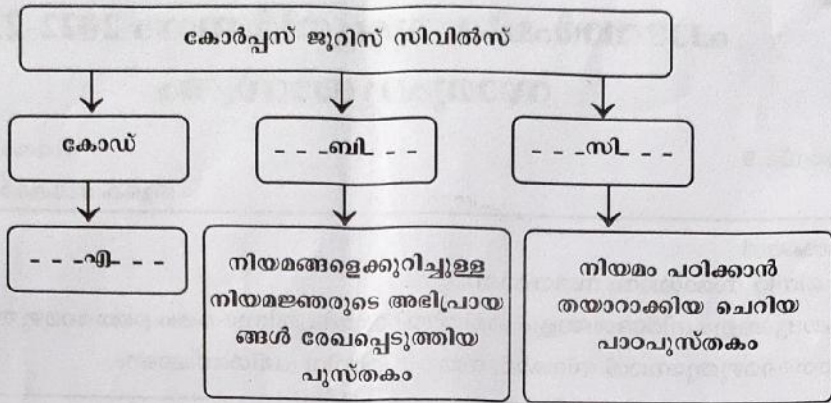 കോർപ്പസ് ജൂറിസ് സിവിൽസ്
കോഡ്
- - -ബി- - -
- - -സി- - -
- - - -എ- - - -
നിയമങ്ങളെക്കുറിച്ചുള്ള
നിയമജ്ഞരുടെ അഭിപ്രായ
ങ്ങൾ രേഖപ്പെടുത്തിയ
പുസ്തകം
നിയമം പഠിക്കാൻ
തയാറാക്കിയ ചെറിയ
പാഠപുസ്തകം